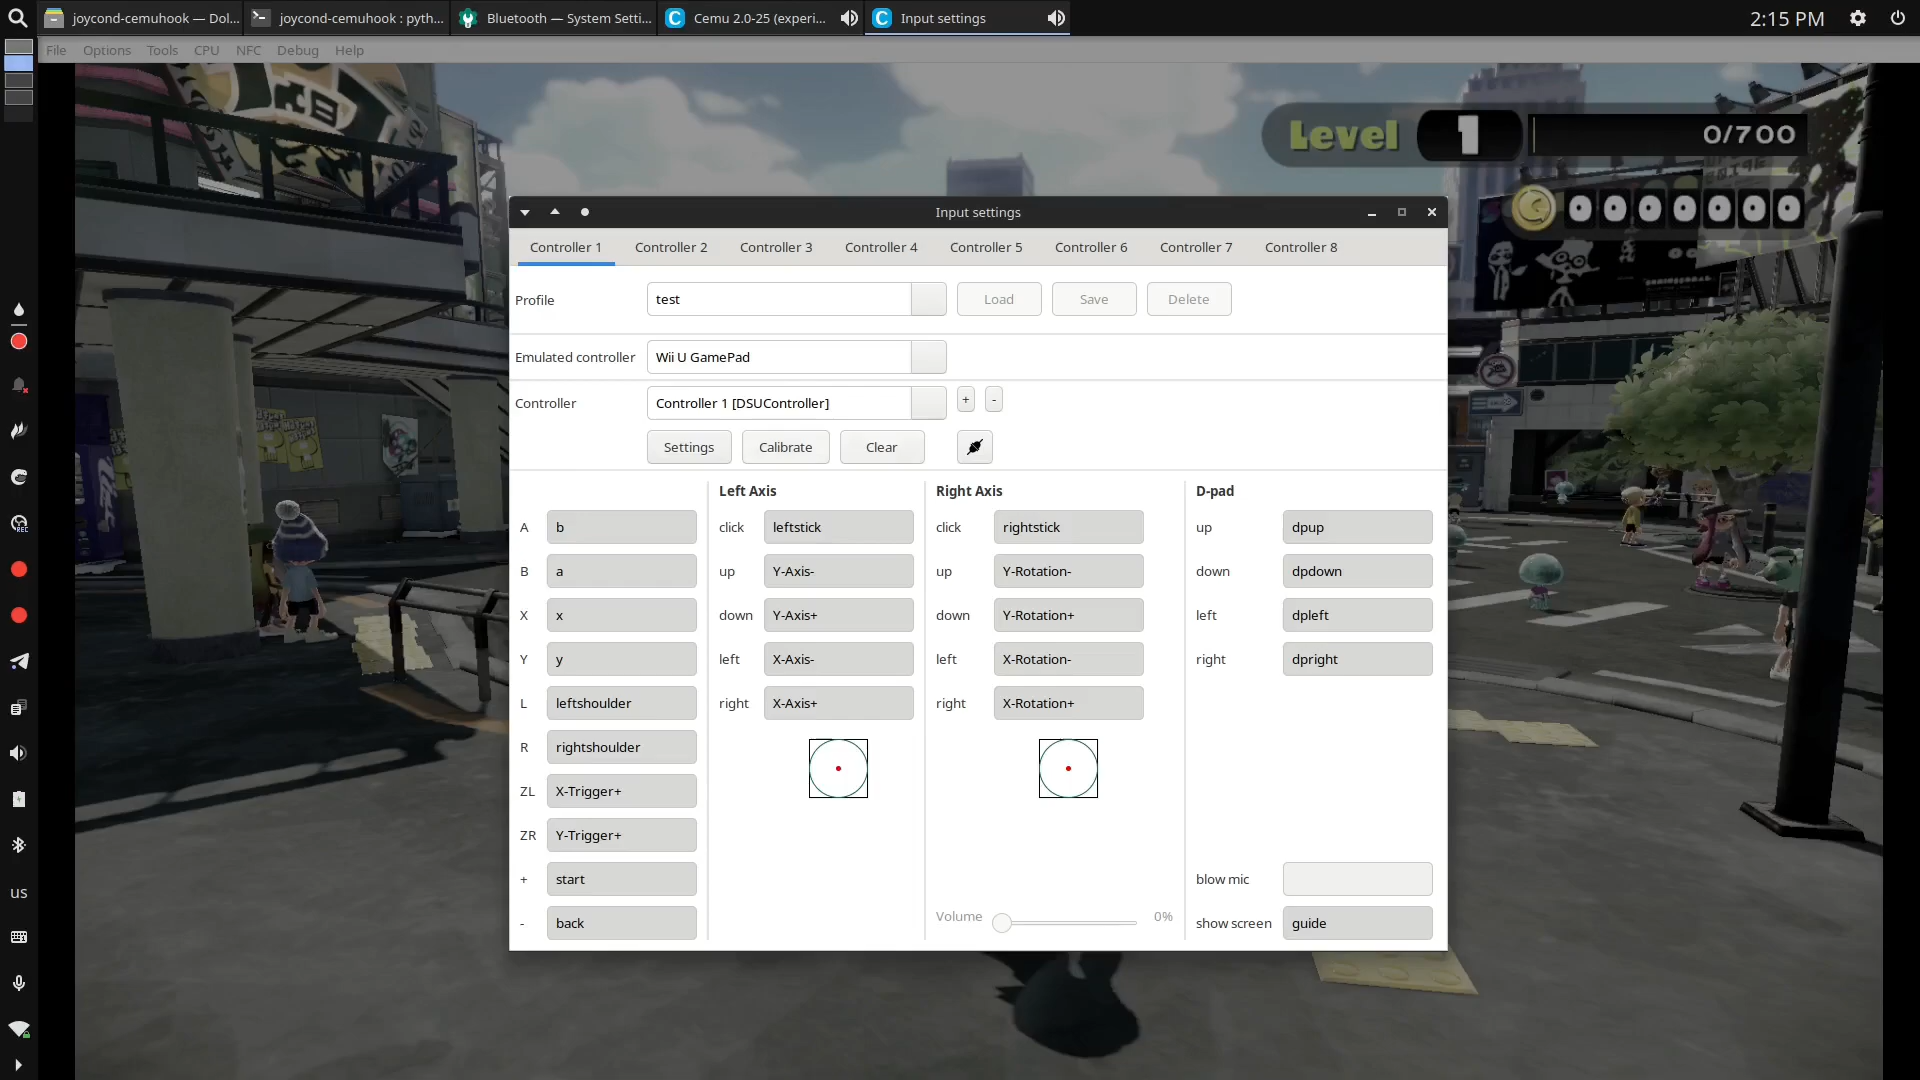 joycond-cemuhook — Dol...
joycond-cemuhook : pyth...
Bluetooth — System Setti...
Cemu 2.0-25 (experi...
Input settings
2:15 PM
File Options Tools CPU NFC Debug Help
Level 1 0/700
0000000
Input settings
Controller 1 Controller 2 Controller 3 Controller 4 Controller 5 Controller 6 Controller 7 Controller 8
Profile test Load Save Delete
Emulated controller Wii U GamePad
Controller Controller 1 [DSUController] + -
Settings Calibrate Clear
Left Axis Right Axis D-pad
A b click leftstick click rightstick up dpup
B a up Y-Axis- up Y-Rotation- down dpdown
X x down Y-Axis+ down Y-Rotation+ left dpleft
Y y left X-Axis- left X-Rotation- right dpright
L leftshoulder right X-Axis+ right X-Rotation+
R rightshoulder
ZL X-Trigger+
ZR Y-Trigger+
+ start blow mic
- back Volume 0% show screen guide
REC
us